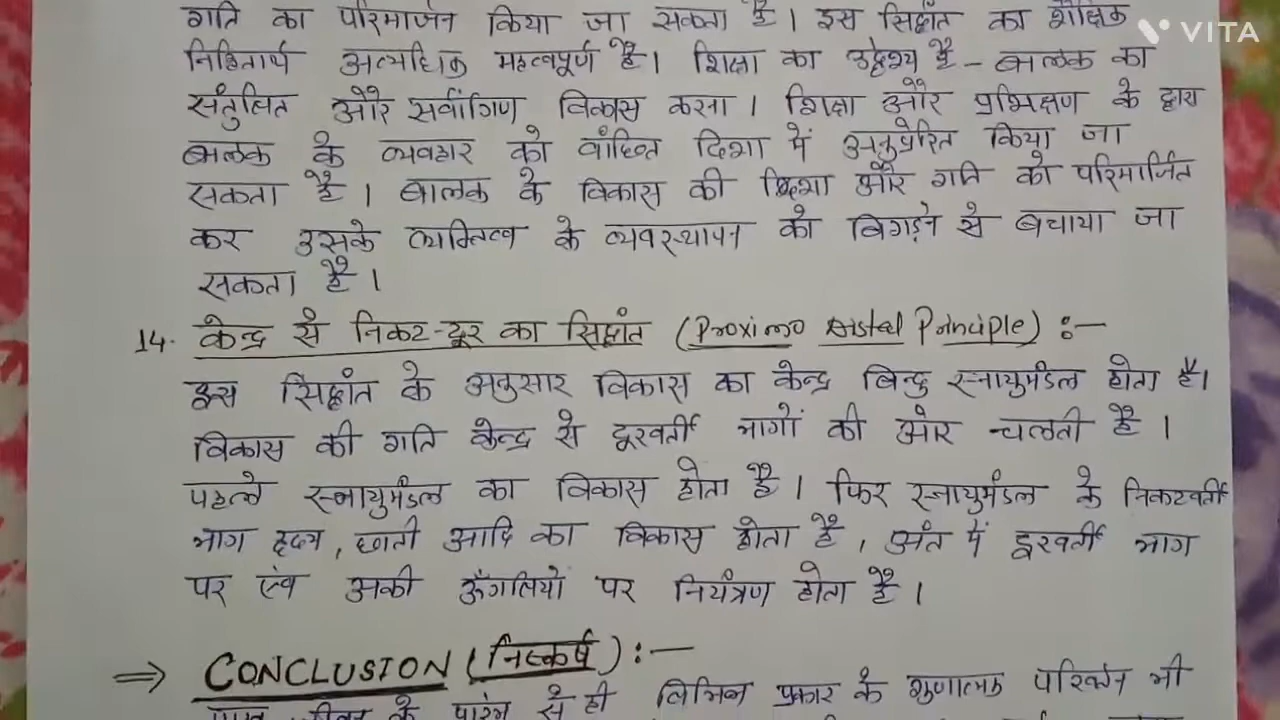 गति का परिमार्जन किया जा सकता है। इस सिद्धांत का शैक्षिक
VITA
निहितार्थ अत्यधिक महत्वपूर्ण है। शिक्षा का उद्देश्य है - बालक का
संतुलित और सर्वांगिण विकास करना। शिक्षा और प्रशिक्षण के द्वारा
बालक के व्यवहार को वांछित दिशा में अनुप्रेरित किया जा
सकता है। बालक के विकास की दिशा और गति को परिमार्जित
कर उसके व्यक्तित्व के व्यवस्थापन को बिगड़ने से बचाया जा
सकता है।
14. केन्द्र से निकट-दूर का सिद्धांत (Proximo distal Principle) :—
इस सिद्धांत के अनुसार विकास का केन्द्र बिन्दु स्नायुमंडल होता है।
विकास की गति केन्द्र से दूरवर्ती भागों की ओर चलती है।
पहले स्नायुमंडल का विकास होता है। फिर स्नायुमंडल के निकटवर्ती
भाग हृदय, छाती आदि का विकास होता है, अंत में दूरवर्ती भाग
पर एंव उंगलियों पर नियंत्रण होता है।
⇒ CONCLUSION (निष्कर्ष) :—
जीवन के प्रारंभ से ही विभिन्न प्रकार के गुणात्मक परिवर्तन भी